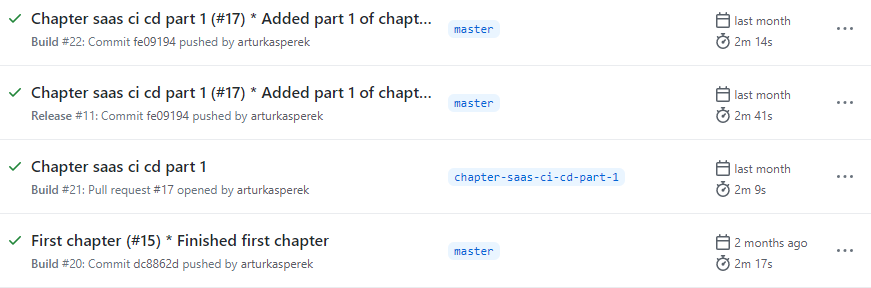 Chapter saas ci cd part 1 (#17) * Added part 1 of chapt...
master
last month
Build #22: Commit fe09194 pushed by arturkasperek
2m 14s
Chapter saas ci cd part 1 (#17) * Added part 1 of chapt...
master
last month
Release #11: Commit fe09194 pushed by arturkasperek
2m 41s
Chapter saas ci cd part 1
chapter-saas-ci-cd-part-1
last month
Build #21: Pull request #17 opened by arturkasperek
2m 9s
First chapter (#15) * Finished first chapter
master
2 months ago
Build #20: Commit dc8862d pushed by arturkasperek
2m 17s